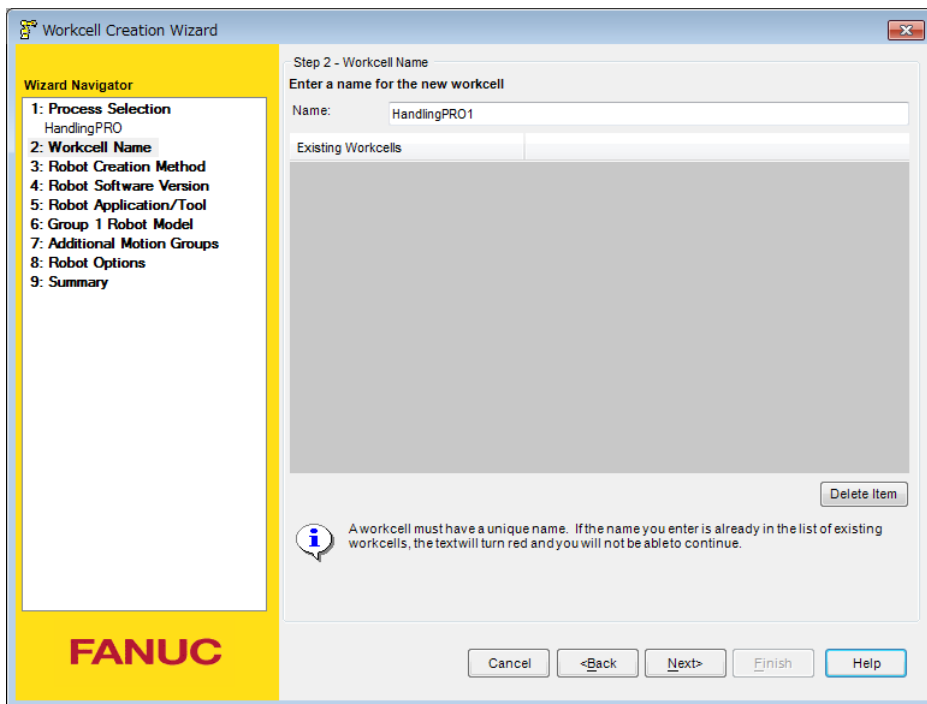 Workcell Creation Wizard
Wizard Navigator
1: Process Selection
HandlingPRO
2: Workcell Name
3: Robot Creation Method
4: Robot Software Version
5: Robot Application/Tool
6: Group 1 Robot Model
7: Additional Motion Groups
8: Robot Options
9: Summary
FANUC
Step 2 - Workcell Name
Enter a name for the new workcell
Name: HandlingPRO1
Existing Workcells
Delete Item
A workcell must have a unique name. If the name you enter is already in the list of existing
workcells, the textwill turn red and you will not be ableto continue.
Cancel <Back Next> Finish Help